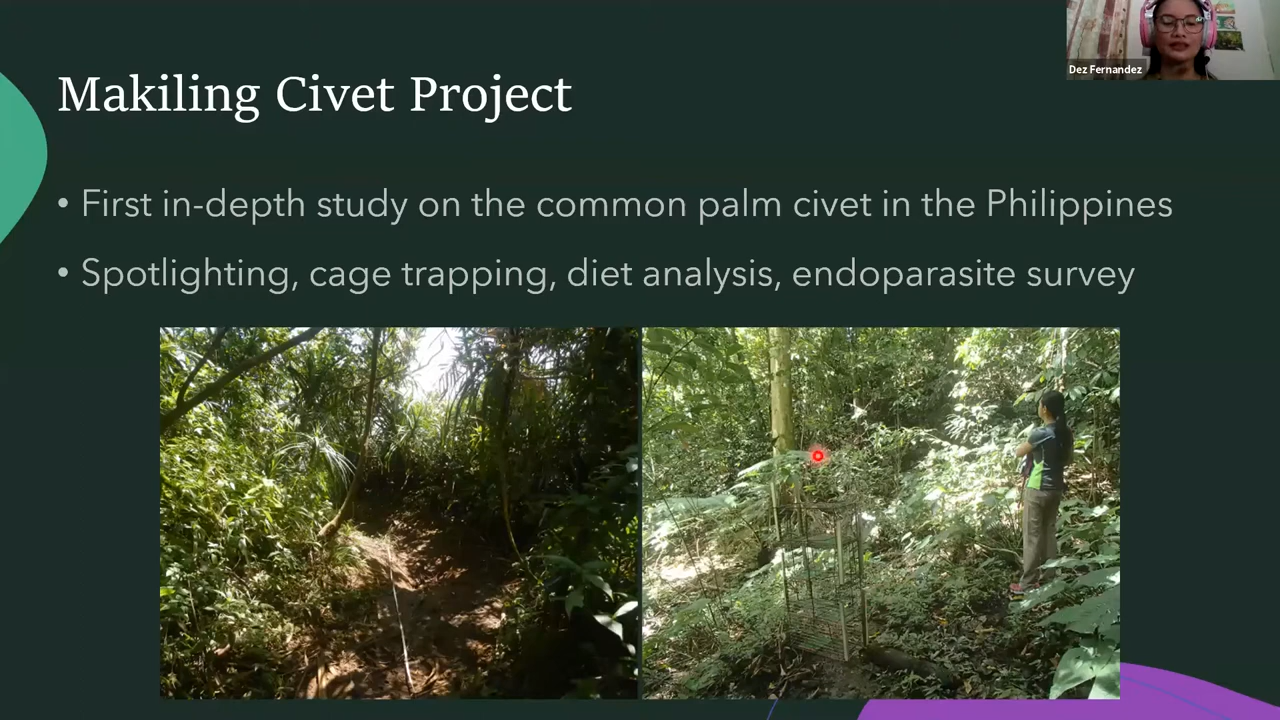 Dez Fernandez
Makiling Civet Project
• First in-depth study on the common palm civet in the Philippines
• Spotlighting, cage trapping, diet analysis, endoparasite survey